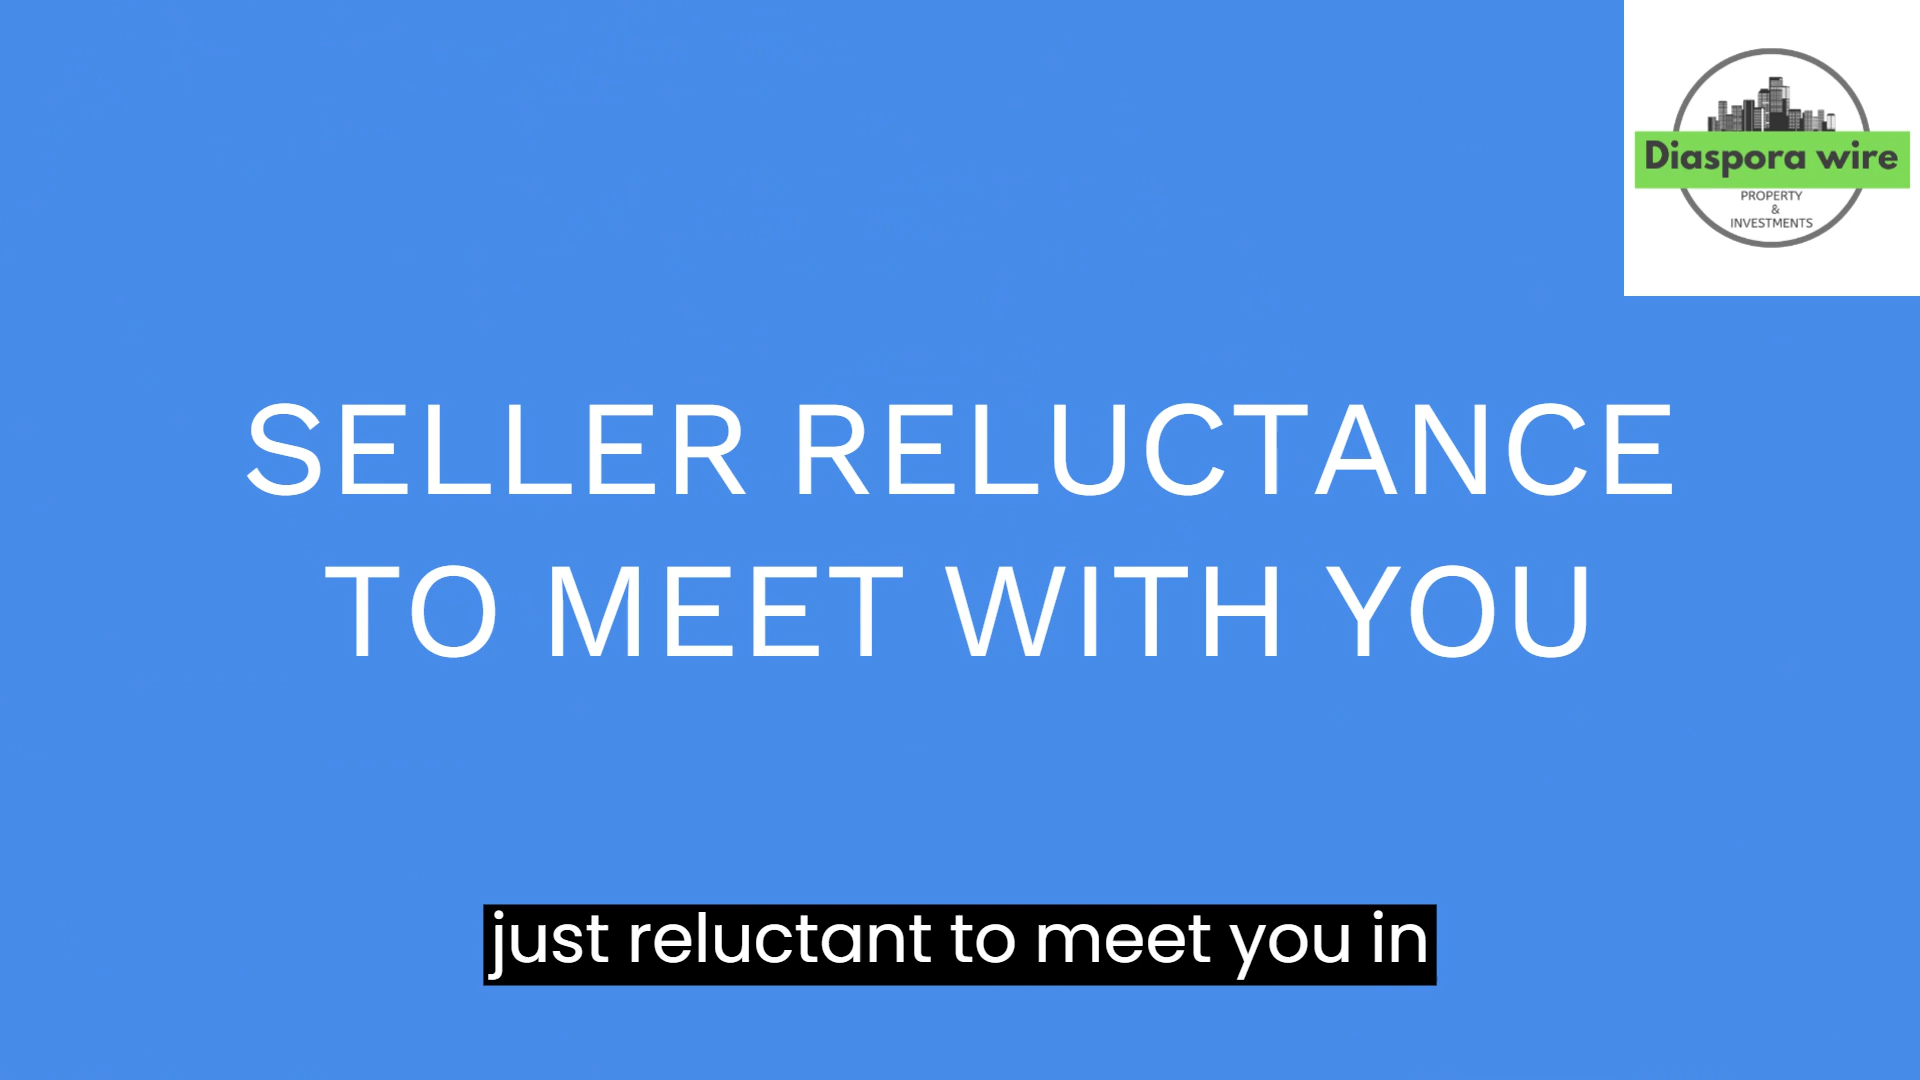 Diaspora wire
PROPERTY
&
INVESTMENTS
SELLER RELUCTANCE
TO MEET WITH YOU
just reluctant to meet you in